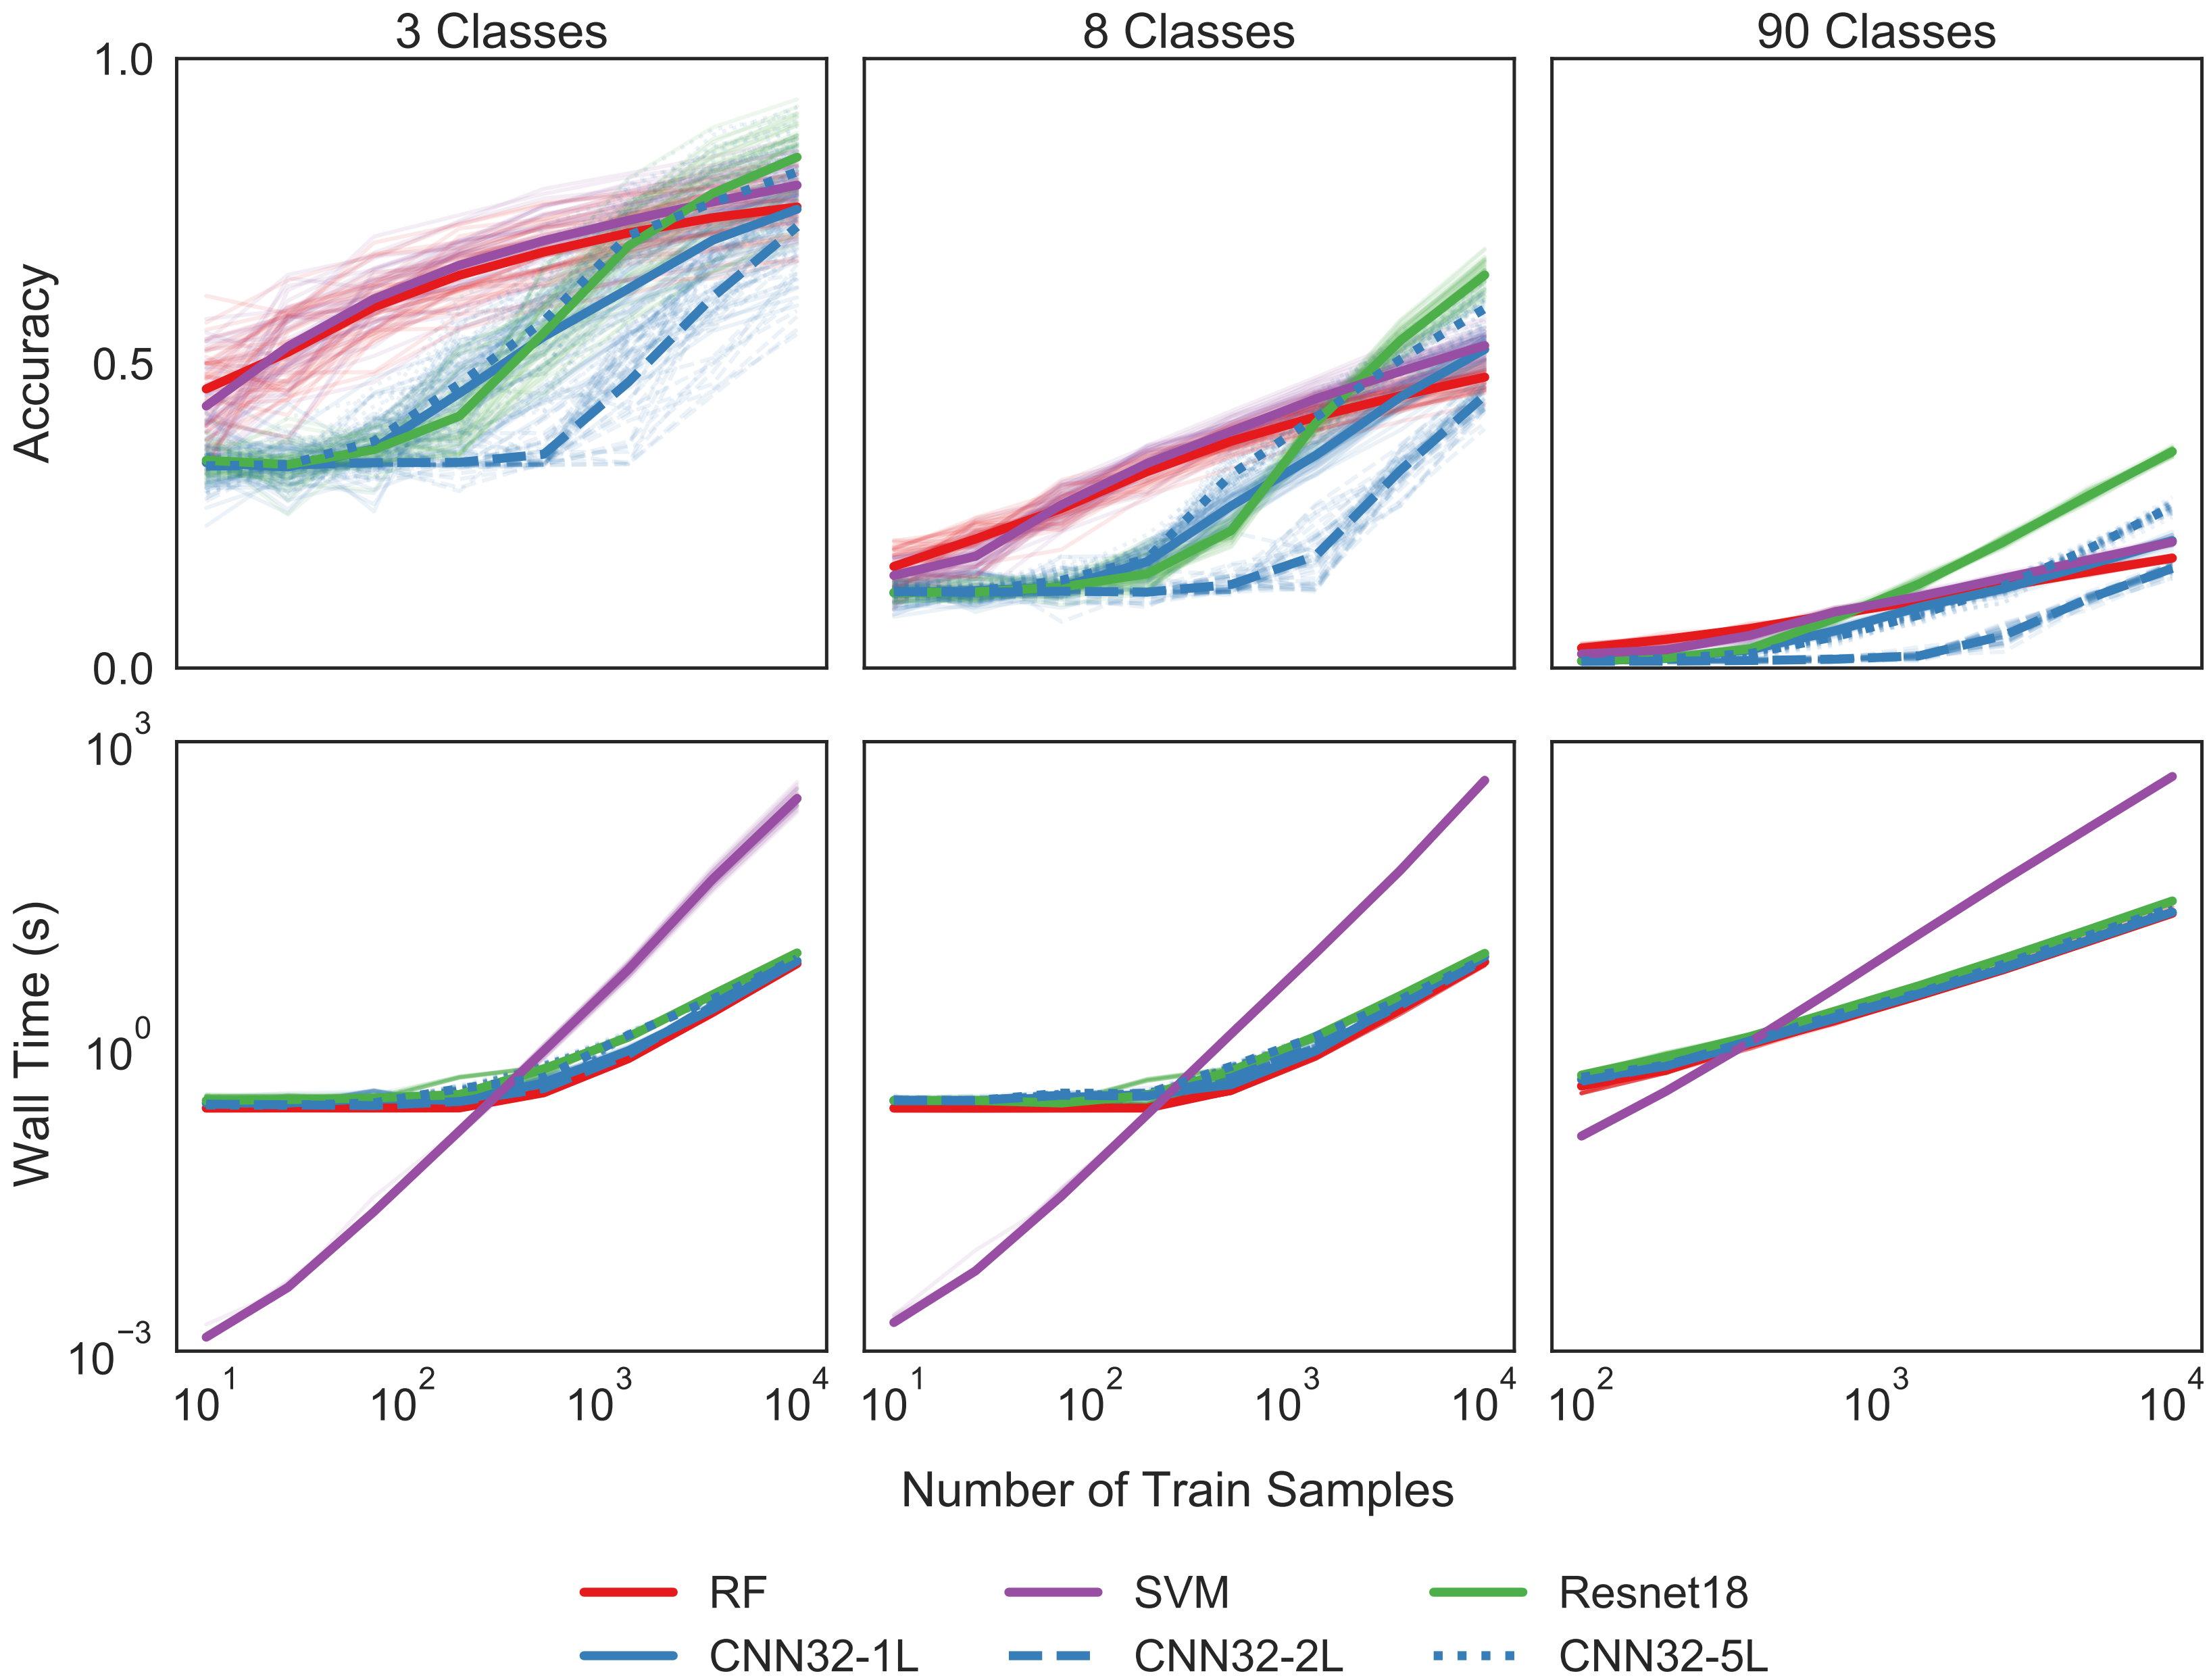 3 Classes 8 Classes 90 Classes
1.0
0.5
0.0
Accuracy
10^3
10^0
10^−3
Wall Time (s)
10^1 10^2 10^3 10^4 10^1 10^2 10^3 10^4 10^2 10^3 10^4
Number of Train Samples
RF SVM Resnet18
CNN32-1L CNN32-2L CNN32-5L